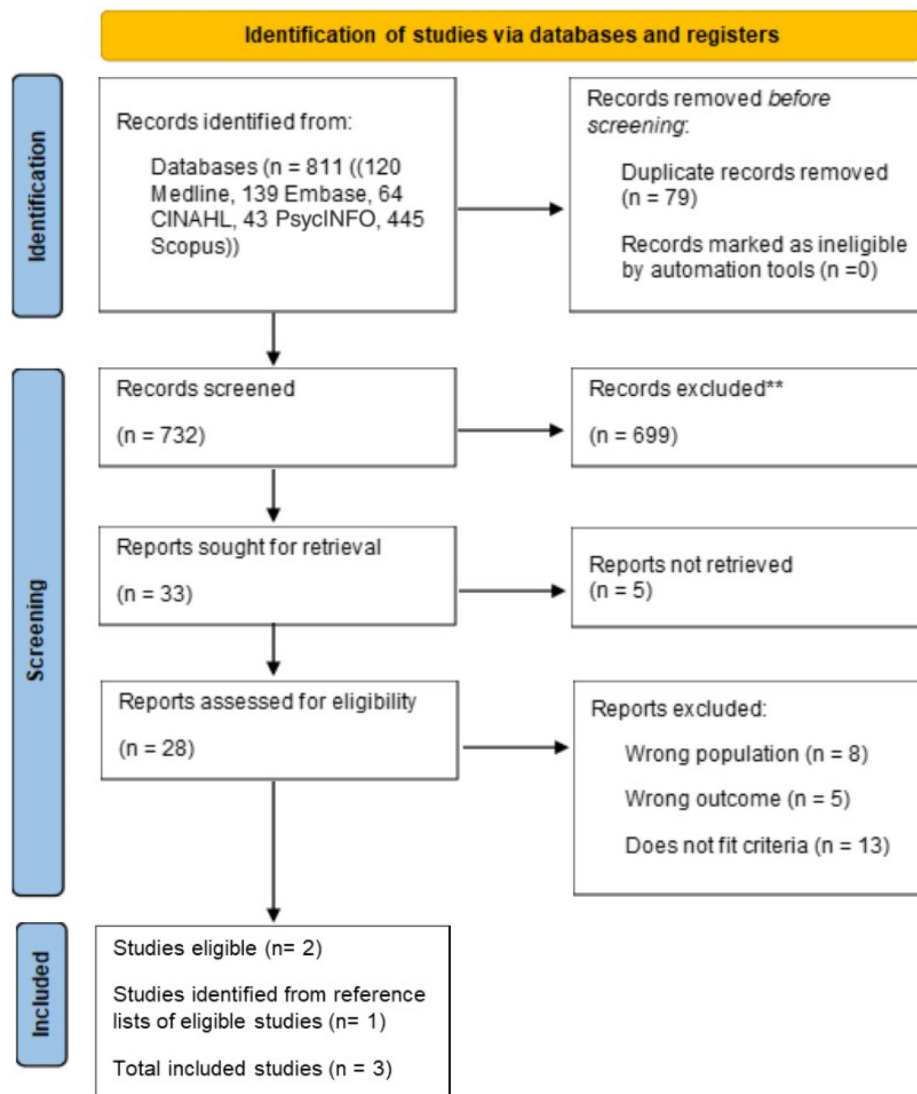 Identification of studies via databases and registers
Identification
Records identified from:
Databases (n = 811 ((120
Medline, 139 Embase, 64
CINAHL, 43 PsycINFO, 445
Scopus))
Records removed before
screening:
Duplicate records removed
(n = 79)
Records marked as ineligible
by automation tools (n =0)
Screening
Records screened
(n = 732)
Records excluded**
(n = 699)
Reports sought for retrieval
(n = 33)
Reports not retrieved
(n = 5)
Reports assessed for eligibility
(n = 28)
Reports excluded:
Wrong population (n = 8)
Wrong outcome (n = 5)
Does not fit criteria (n = 13)
Included
Studies eligible (n= 2)
Studies identified from reference
lists of eligible studies (n= 1)
Total included studies (n = 3)